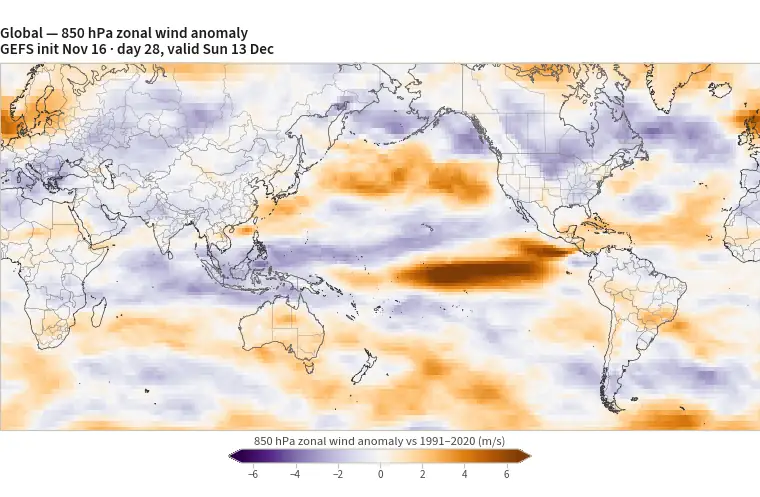 Global — 850 hPa zonal wind anomaly
GEFS init Nov 16 · day 28, valid Sun 13 Dec
850 hPa zonal wind anomaly vs 1991–2020 (m/s)
−6 −4 −2 0 2 4 6